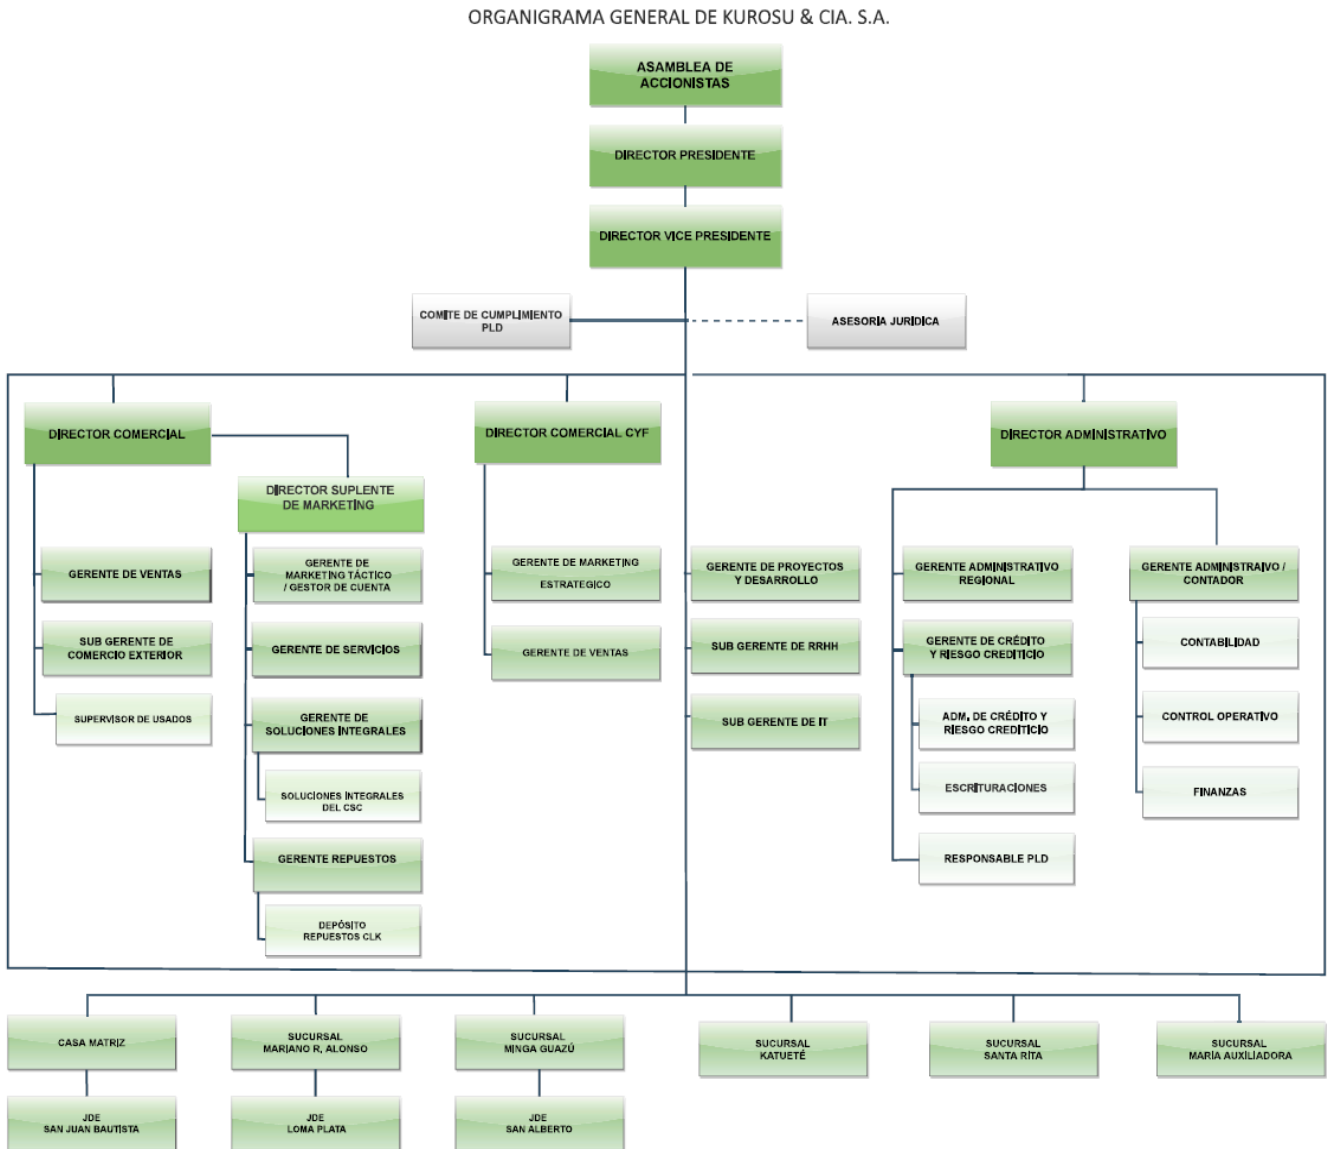 ORGANIGRAMA GENERAL DE KUROSU & CIA. S.A.
ASAMBLEA DE
ACCIONISTAS
DIRECTOR PRESIDENTE
DIRECTOR VICE PRESIDENTE
COMITE DE CUMPLIMIENTO
PLD
ASESORIA JURIDICA
DIRECTOR COMERCIAL
DIRECTOR SUPLENTE
DE MARKETING
GERENTE DE VENTAS
SUB GERENTE DE
COMERCIO EXTERIOR
SUPERVISOR DE USADOS
GERENTE DE
MARKETING TÁCTICO
/ GESTOR DE CUENTA
GERENTE DE SERVICIOS
GERENTE DE
SOLUCIONES INTEGRALES
SOLUCIONES INTEGRALES
DEL CSC
GERENTE REPUESTOS
DEPÓSITO
REPUESTOS CLK
DIRECTOR COMERCIAL CYF
GERENTE DE MARKETING
ESTRATEGICO
GERENTE DE VENTAS
GERENTE DE PROYECTOS
Y DESARROLLO
SUB GERENTE DE RRHH
SUB GERENTE DE IT
DIRECTOR ADMINISTRATIVO
GERENTE ADMINISTRATIVO
REGIONAL
GERENTE DE CRÉDITO
Y RIESGO CREDITICIO
ADM. DE CRÉDITO Y
RIESGO CREDITICIO
ESCRITURACIONES
RESPONSABLE PLD
GERENTE ADMINISTRAIVO /
CONTADOR
CONTABILIDAD
CONTROL OPERATIVO
FINANZAS
CASA MATRIZ
SUCURSAL
MARIANO R. ALONSO
SUCURSAL
MINGA GUAZÚ
SUCURSAL
KATUETÉ
SUCURSAL
SANTA RITA
SUCURSAL
MARÍA AUXILIADORA
JDE
SAN JUAN BAUTISTA
JDE
LOMA PLATA
JDE
SAN ALBERTO